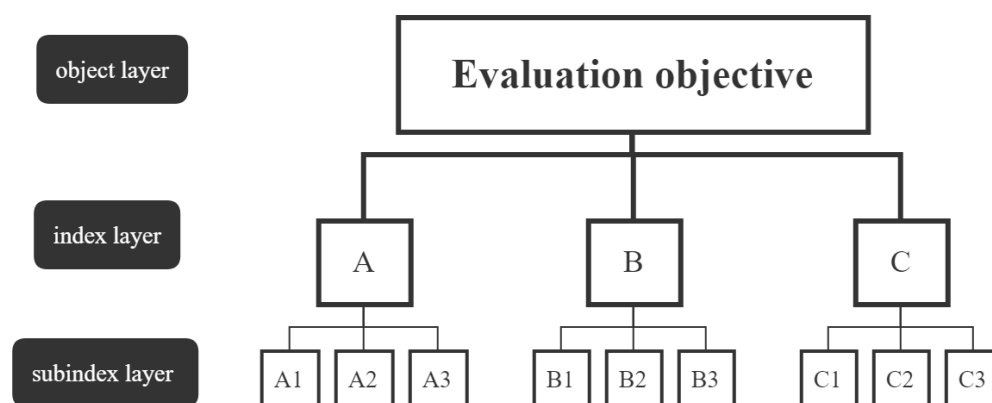 object layer
Evaluation objective
index layer
A
B
C
subindex layer
A1
A2
A3
B1
B2
B3
C1
C2
C3